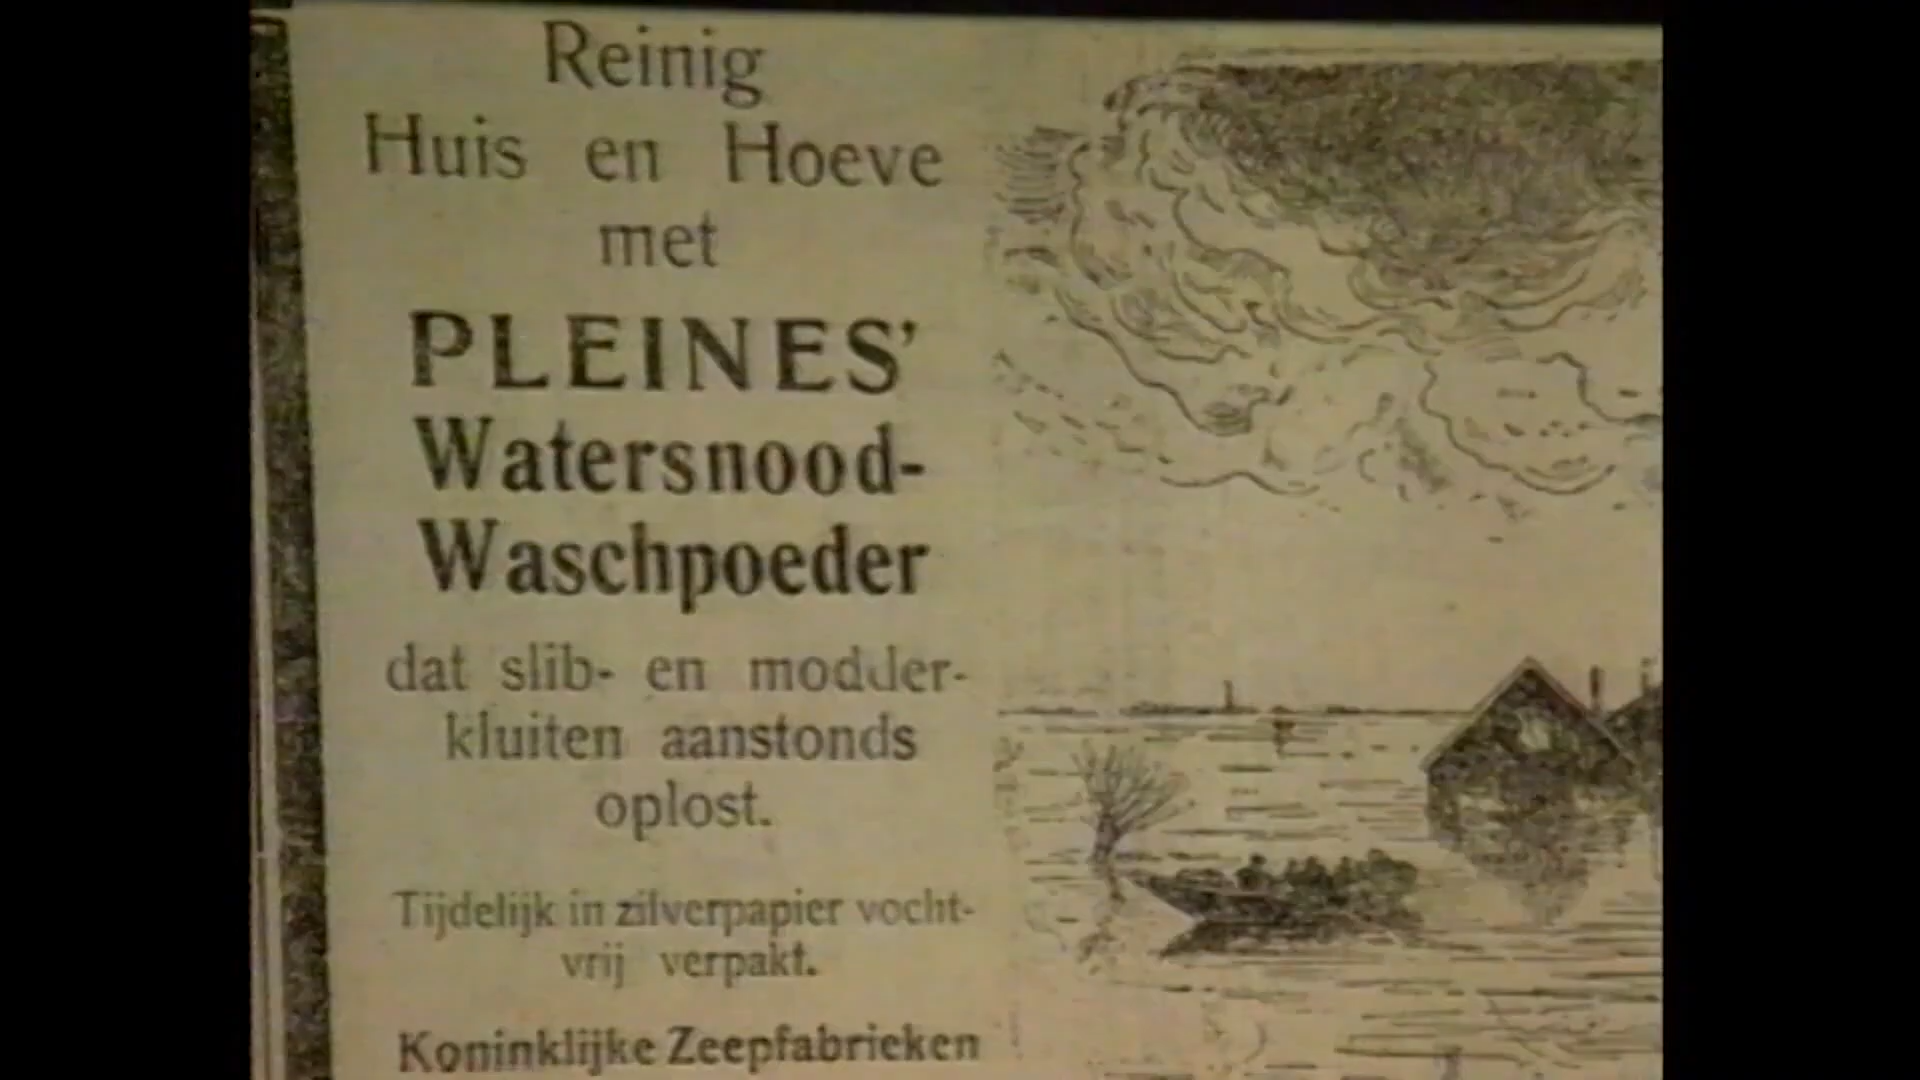 Reinig
Huis en Hoeve
met
PLEINES'
Watersnood-
Waschpoeder
dat slib- en modder-
kluiten aanstonds
oplost.
Tijdelijk in zilverpapier vocht-
vrij verpakt.
Koninklijke Zeepfabrieken